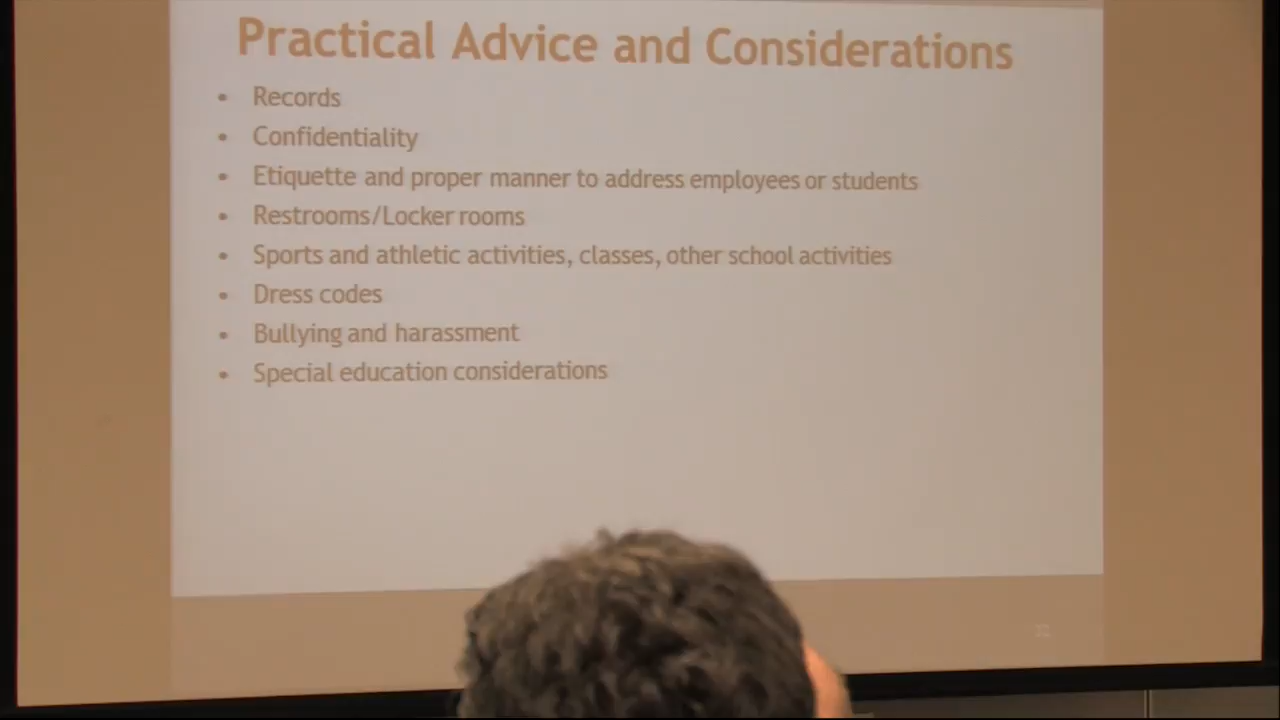 Practical Advice and Considerations
• Records
• Confidentiality
• Etiquette and proper manner to address employees or students
• Restrooms/Locker rooms
• Sports and athletic activities, classes, other school activities
• Dress codes
• Bullying and harassment
• Special education considerations